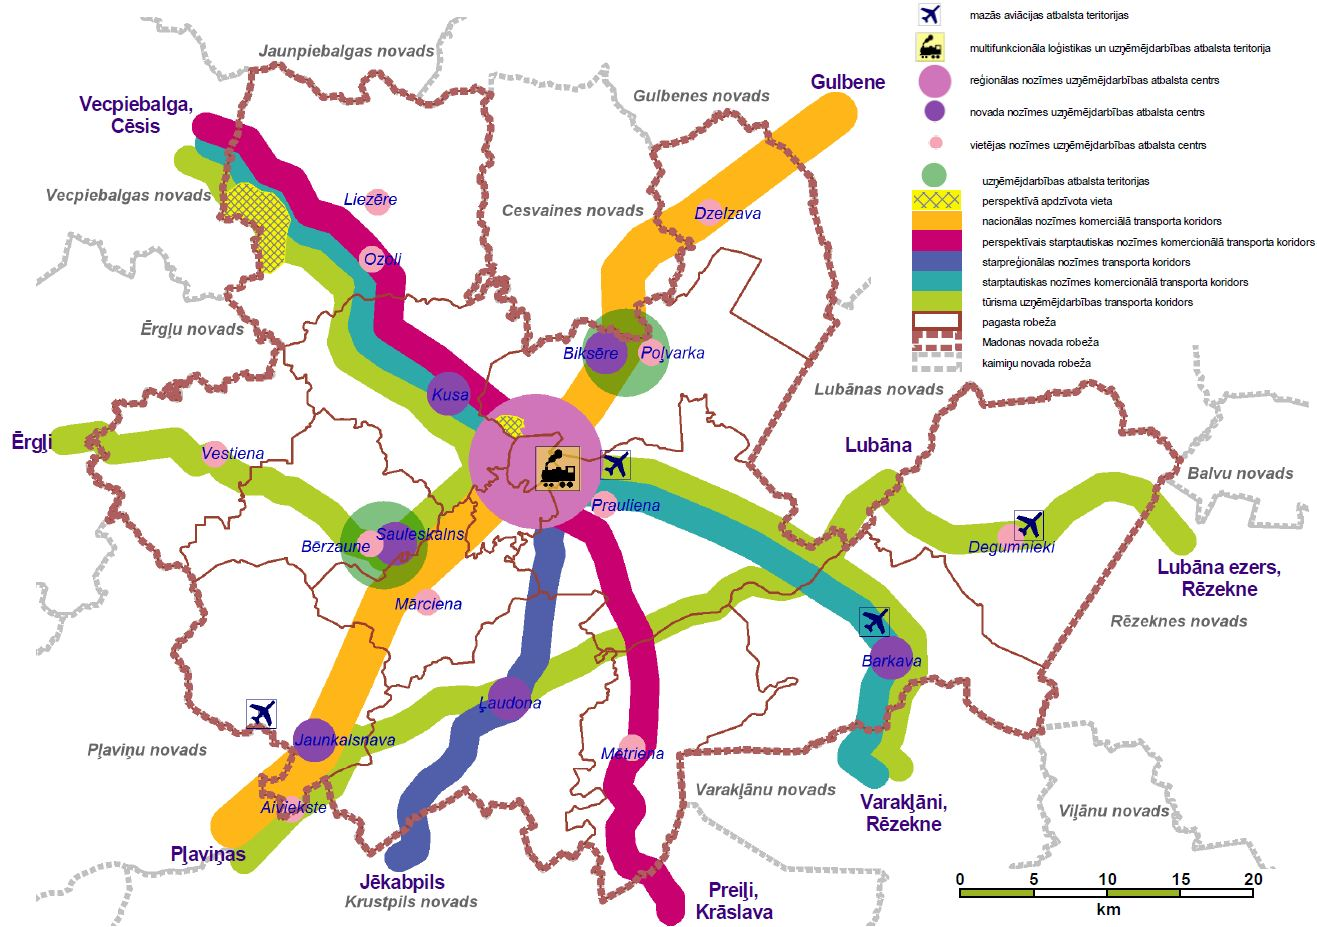 mazās aviācijas atbalsta teritorijas
multifunkcionāla loģistikas un uzņēmējdarbības atbalsta teritorija
reģionālas nozīmes uzņēmējdarbības atbalsta centrs
novada nozīmes uzņēmējdarbības atbalsta centrs
vietējas nozīmes uzņēmējdarbības atbalsta centrs
uzņēmējdarbības atbalsta teritorijas
perspektīvā apdzīvota vieta
nacionālas nozīmes komerciālā transporta koridors
perspektīvais starptautiskas nozīmes komercionālā transporta koridors
starpreģionālas nozīmes transporta koridors
starptautiskas nozīmes komercionālā transporta koridors
tūrisma uzņēmējdarbības transporta koridors
pagasta robeža
Madonas novada robeža
kaimiņu novada robeža
Jaunpiebalgas novads
Gulbene
Gulbenes novads
Vecpiebalga,
Cēsis
Vecpiebalgas novads
Liezēre
Cesvaines novads
Dzelzava
Ozoli
Ērgļu novads
Biksēre
Poļvarka
Kusa
Lubānas novads
Ērgļi
Vestiena
Lubāna
Balvu novads
Prauliena
Sauleskalns
Bērzaune
Degumnieki
Lubāna ezers,
Rēzekne
Mārciena
Rēzeknes novads
Barkava
Ļaudona
Jaunkalsnava
Pļaviņu novads
Mētriena
Varakļānu novads
Varakļāni,
Rēzekne
Viļānu novads
Aiviekste
Pļaviņas
Jēkabpils
Krustpils novads
Preiļi,
Krāslava
0 5 10 15 20
km